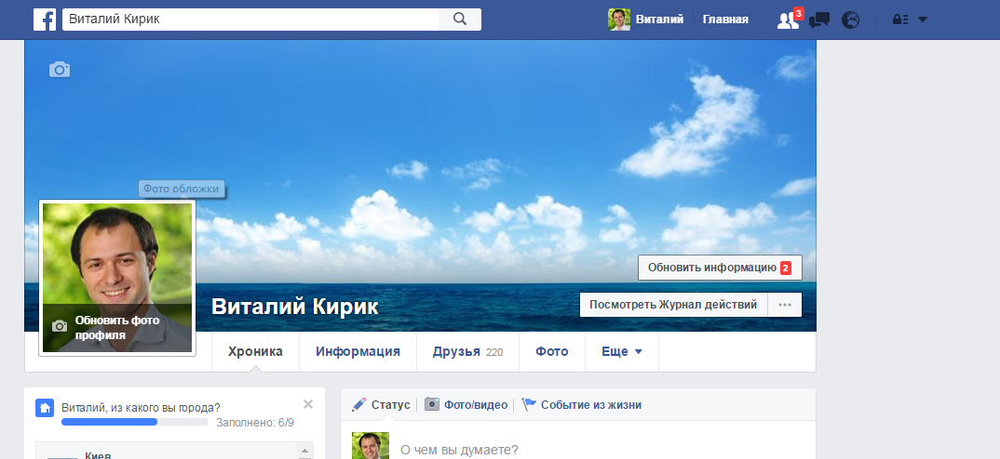 Виталий Кирик
Виталий
Главная
3
Фото обложки
Обновить информацию 2
Виталий Кирик
Посмотреть Журнал действий
Обновить фото
профиля
Хроника
Информация
Друзья 220
Фото
Еще
Виталий, из какого вы города?
Заполнено: 6/9
Киев
Статус
Фото/видео
Событие из жизни
О чем вы думаете?